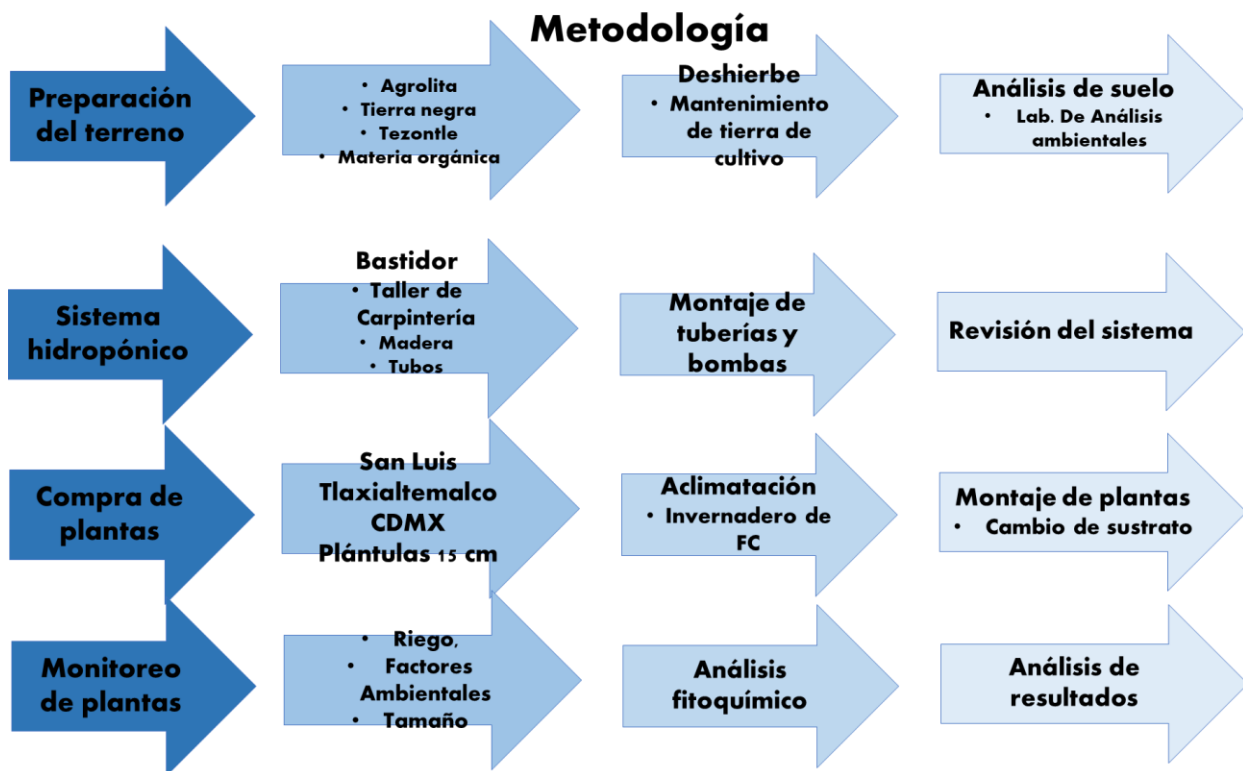 Metodología
Preparación
del terreno
• Agrolita
• Tierra negra
• Tezontle
• Materia orgánica
Deshierbe
• Mantenimiento
de tierra de
cultivo
Análisis de suelo
• Lab. De Análisis
ambientales
Sistema
hidropónico
Bastidor
• Taller de
Carpintería
• Madera
• Tubos
Montaje de
tuberías y
bombas
Revisión del sistema
Compra de
plantas
San Luis
Tlaxialtemalco
CDMX
Plántulas 15 cm
Aclimatación
• Invernadero de
FC
Montaje de plantas
• Cambio de sustrato
Monitoreo
de plantas
• Riego,
• Factores
Ambientales
• Tamaño
Análisis
fitoquímico
Análisis de
resultados